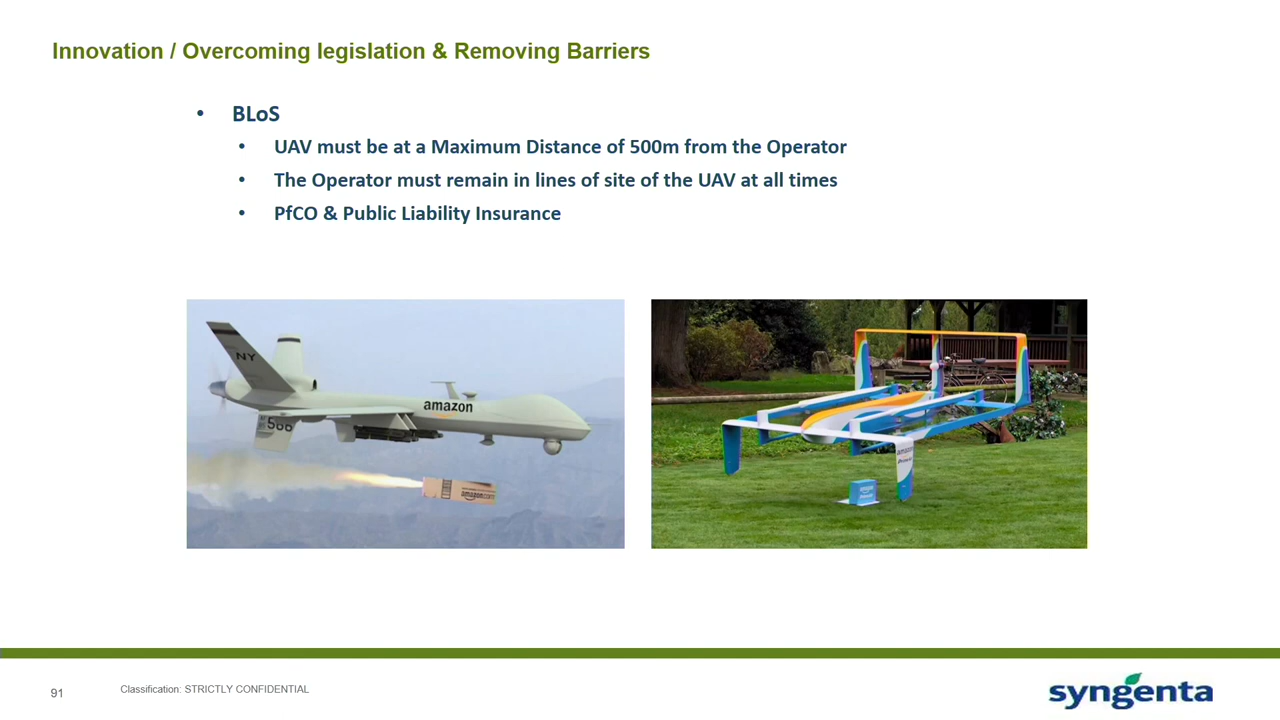 Innovation / Overcoming legislation & Removing Barriers
• BLoS
• UAV must be at a Maximum Distance of 500m from the Operator
• The Operator must remain in lines of site of the UAV at all times
• PfCO & Public Liability Insurance
NY
amazon
566
amazon.com
amazon
91
Classification: STRICTLY CONFIDENTIAL
syngenta